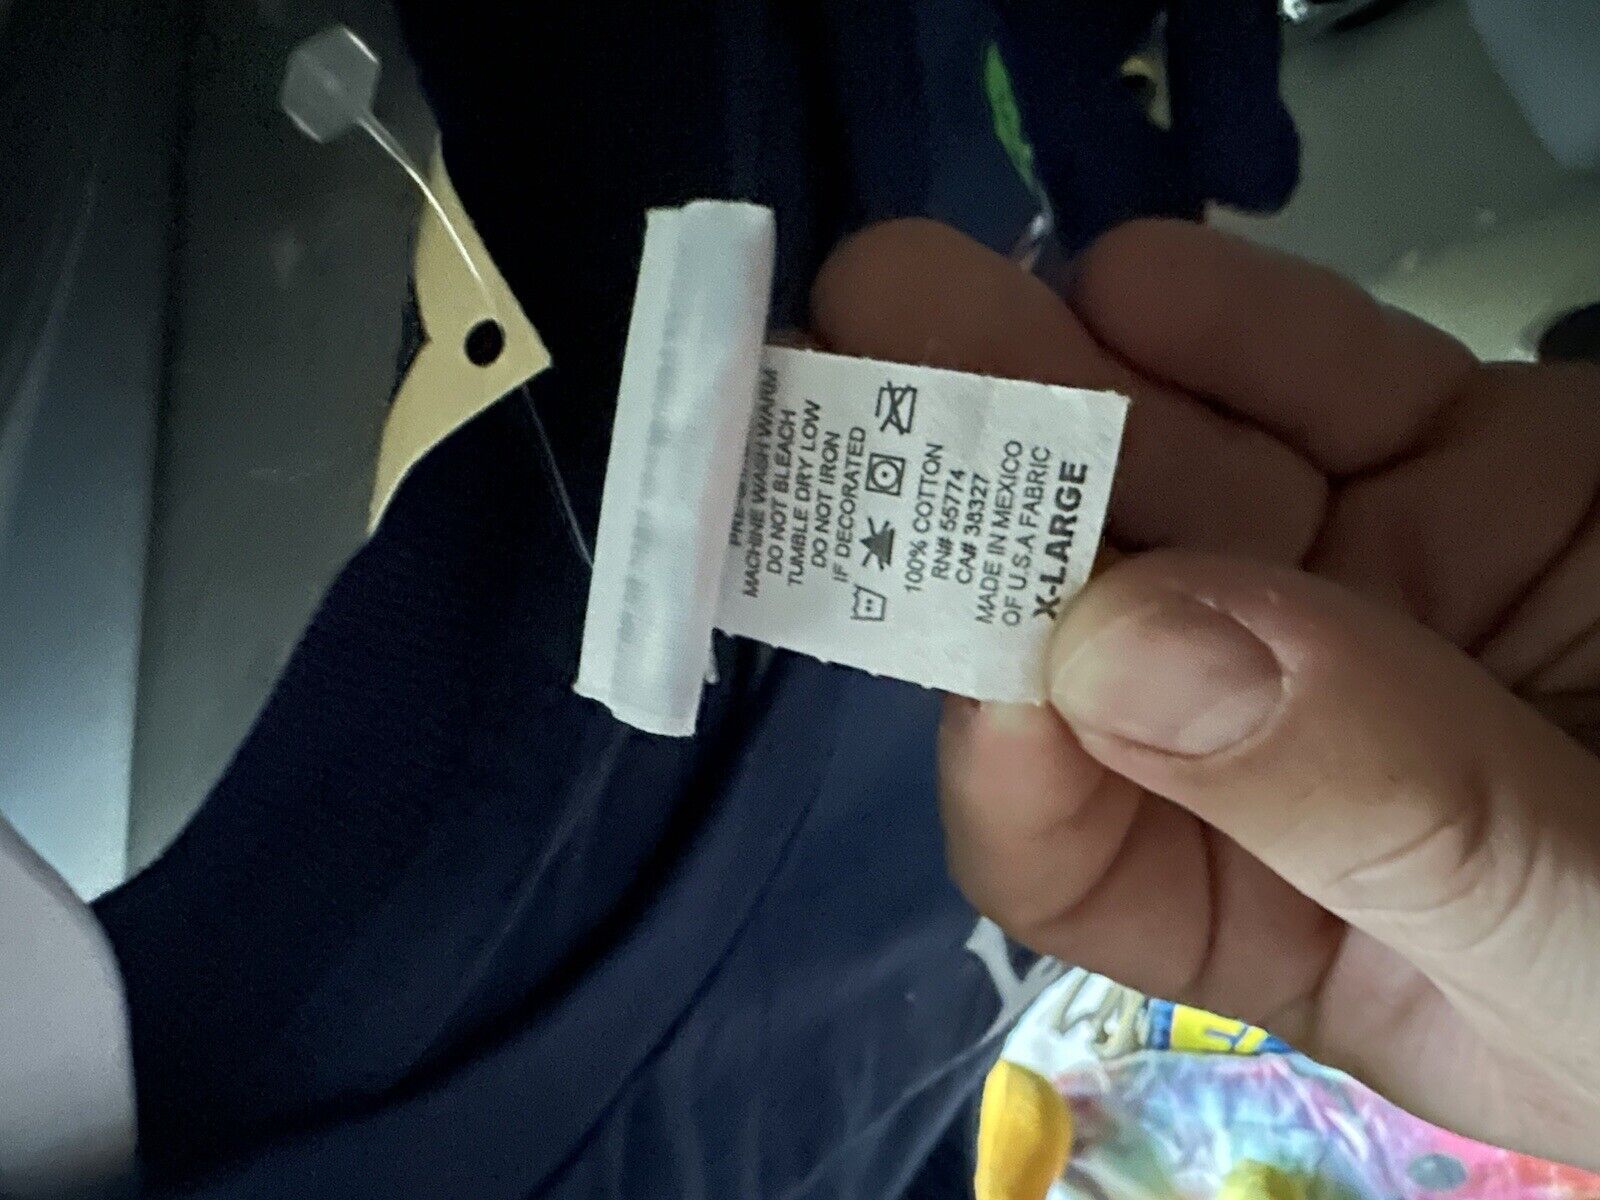 MACHINE WASH WARM
DO NOT BLEACH
TUMBLE DRY LOW
DO NOT IRON
IF DECORATED
100% COTTON
RN# 55774
CA# 38327
MADE IN MEXICO
OF U.S.A FABRIC
X-LARGE